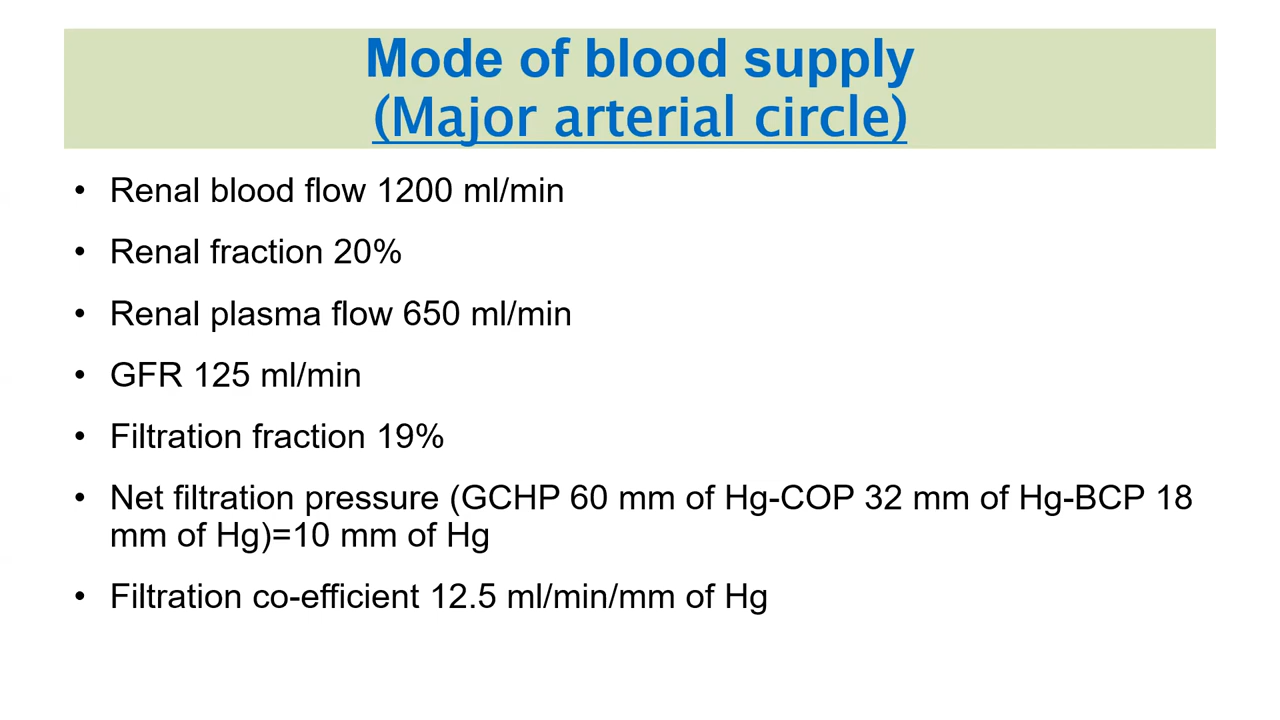 Mode of blood supply
(Major arterial circle)
• Renal blood flow 1200 ml/min
• Renal fraction 20%
• Renal plasma flow 650 ml/min
• GFR 125 ml/min
• Filtration fraction 19%
• Net filtration pressure (GCHP 60 mm of Hg-COP 32 mm of Hg-BCP 18
mm of Hg)=10 mm of Hg
• Filtration co-efficient 12.5 ml/min/mm of Hg